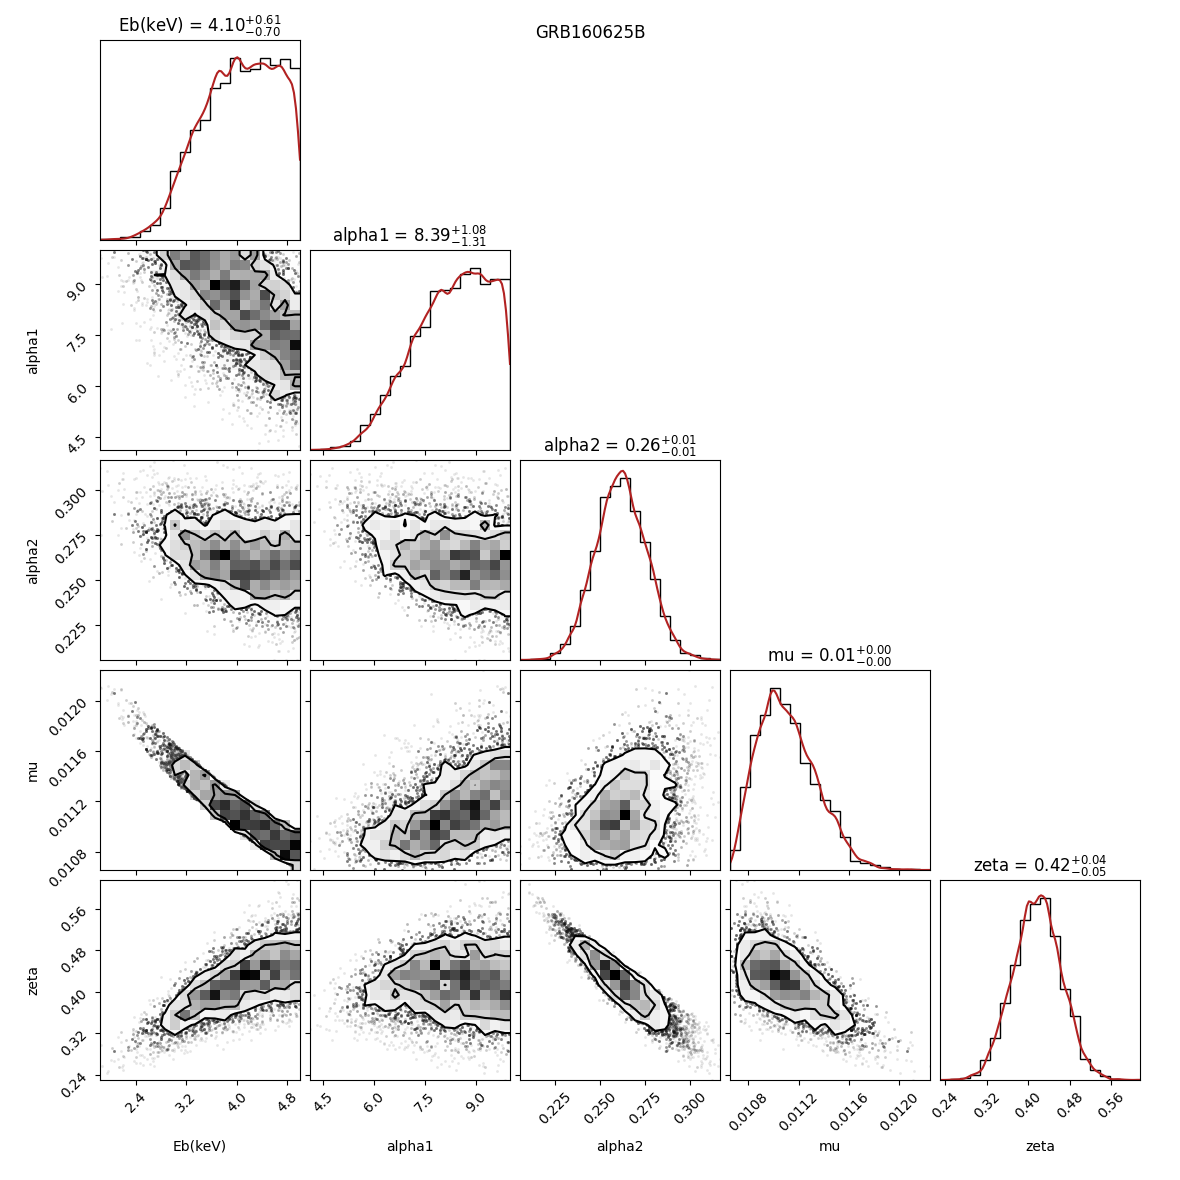 Eb(keV) = 4.10+0.61−0.70
GRB160625B
alpha1 = 8.39+1.08−1.31
9.0
7.5
6.0
4.5
alpha1
alpha2 = 0.26+0.01−0.01
0.300
0.275
0.250
0.225
alpha2
mu = 0.01+0.00−0.00
0.0120
0.0116
0.0112
0.0108
mu
zeta = 0.42+0.04−0.05
0.56
0.48
0.40
0.32
0.24
zeta
2.4 3.2 4.0 4.8 4.5 6.0 7.5 9.0 0.225 0.250 0.275 0.300 0.0108 0.0112 0.0116 0.0120 0.24 0.32 0.40 0.48 0.56
Eb(keV) alpha1 alpha2 mu zeta